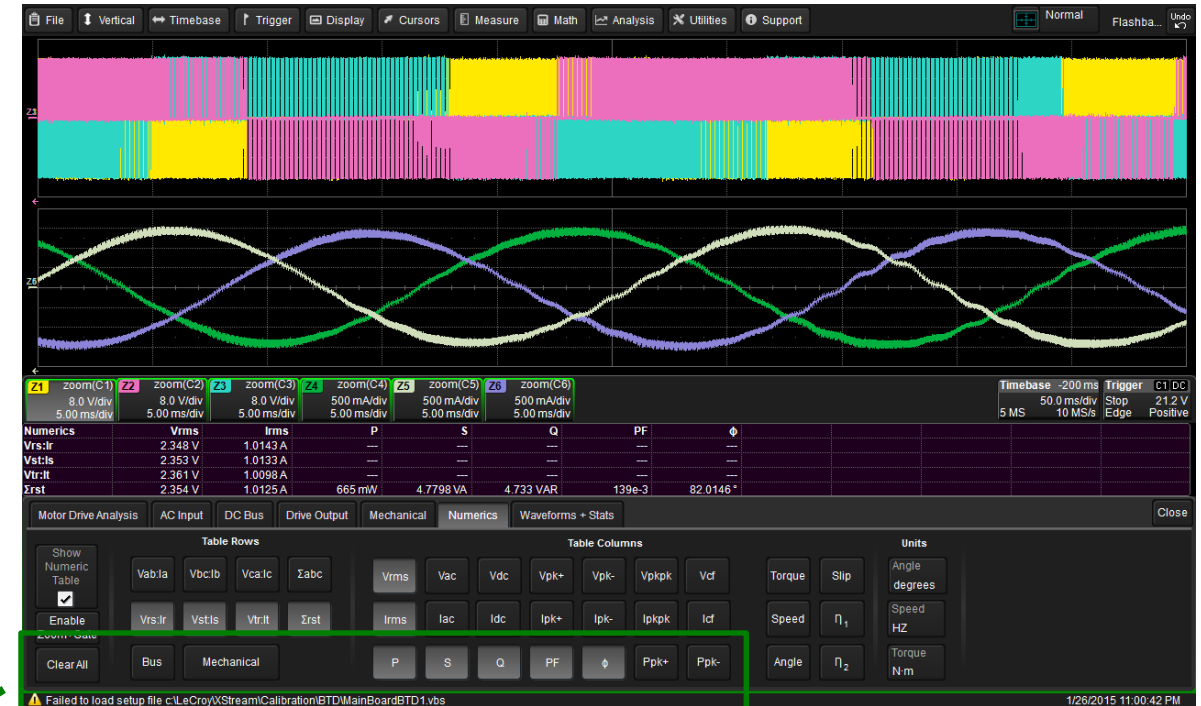 File Vertical Timebase Trigger Display Cursors Measure Math Analysis Utilities Support Normal Flashba... Undo
Z3
Z6
Z1 zoom(C1) Z2 zoom(C2) Z3 zoom(C3) Z4 zoom(C4) Z5 zoom(C5) Z6 zoom(C6) Timebase -200 ms Trigger C1 DC
8.0 V/div 8.0 V/div 8.0 V/div 500 mA/div 500 mA/div 500 mA/div 50.0 ms/div Stop 21.2 V
5.00 ms/div 5.00 ms/div 5.00 ms/div 5.00 ms/div 5.00 ms/div 5.00 ms/div 5 MS 10 MS/s Edge Positive
Numerics Vrms Irms P S Q PF ϕ
Vrs:Ir 2.348 V 1.0143 A --- --- --- --- ---
Vst:Is 2.353 V 1.0133 A --- --- --- --- ---
Vtr:It 2.361 V 1.0098 A --- --- --- --- ---
Σrst 2.354 V 1.0125 A 665 mW 4.7798 VA 4.733 VAR 139e-3 82.0146 °
Motor Drive Analysis AC Input DC Bus Drive Output Mechanical Numerics Waveforms + Stats Close
Table Rows Table Columns Units
Show
Numeric
Table
Vab:Ia Vbc:Ib Vca:Ic Σabc Vrms Vac Vdc Vpk+ Vpk- Vpkpk Vcf Torque Slip
Angle
degrees
Enable
Zoom+Gate
Vrs:Ir Vst:Is Vtr:It Σrst Irms Iac Idc Ipk+ Ipk- Ipkpk Icf Speed η1
Speed
HZ
Clear All Bus Mechanical P S Q PF ϕ Ppk+ Ppk- Angle η2
Torque
N·m
Failed to load setup file c:\LeCroy\XStream\Calibration\BTD\MainBoardBTD1.vbs 1/26/2015 11:00:42 PM